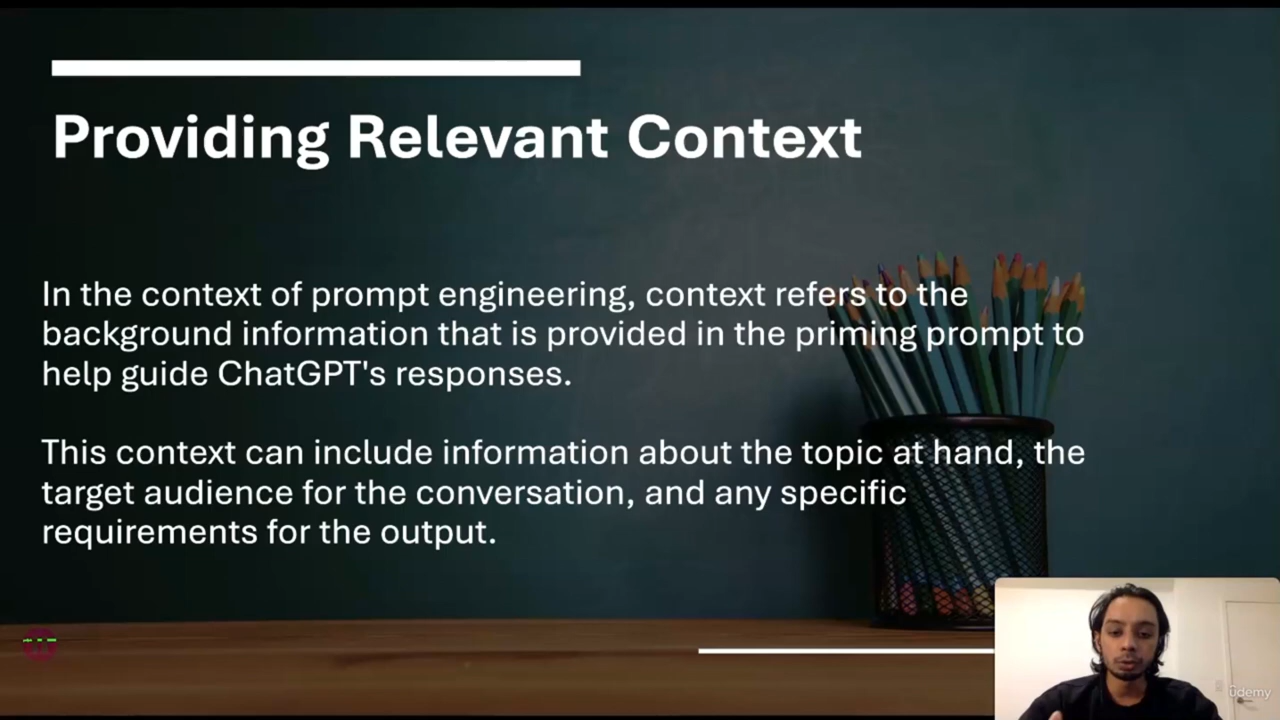 Providing Relevant Context
In the context of prompt engineering, context refers to the
background information that is provided in the priming prompt to
help guide ChatGPT's responses.
This context can include information about the topic at hand, the
target audience for the conversation, and any specific
requirements for the output.
udemy